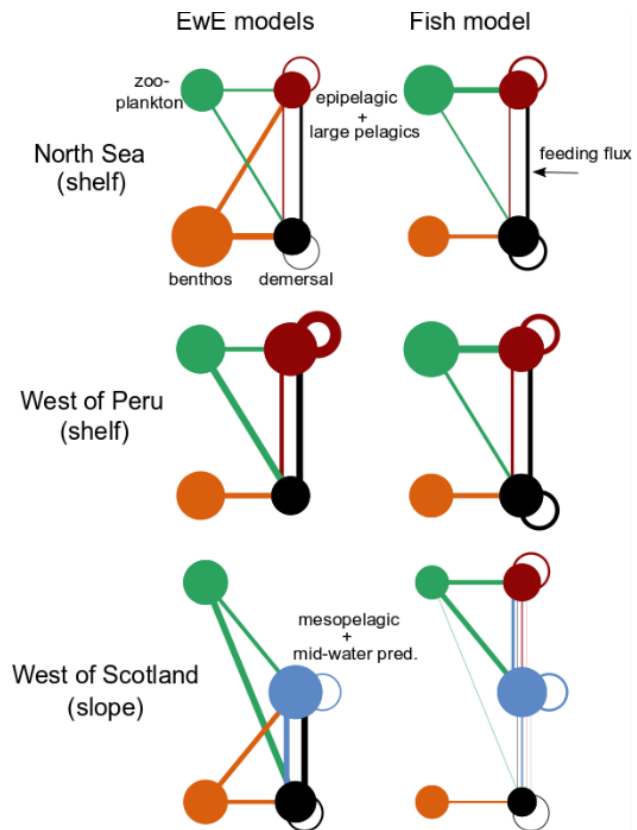 EwE models
Fish model
zoo-
plankton
epipelagic
+
large pelagics
North Sea
(shelf)
feeding flux
benthos
demersal
West of Peru
(shelf)
mesopelagic
+
mid-water pred.
West of Scotland
(slope)